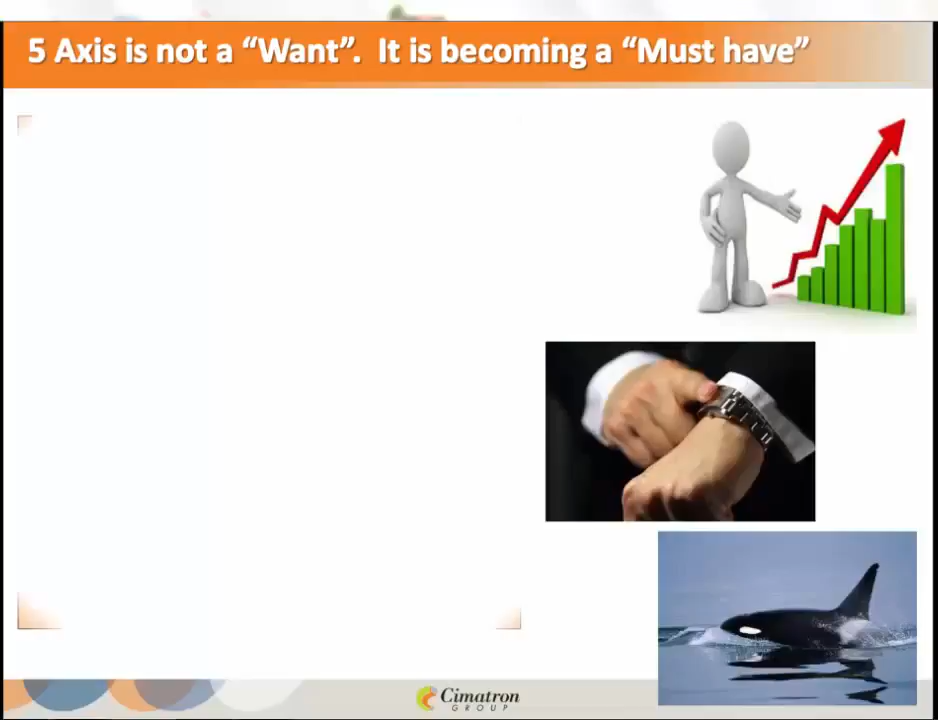 5 Axis is not a “Want”.  It is becoming a “Must have”
Cimatron
GROUP